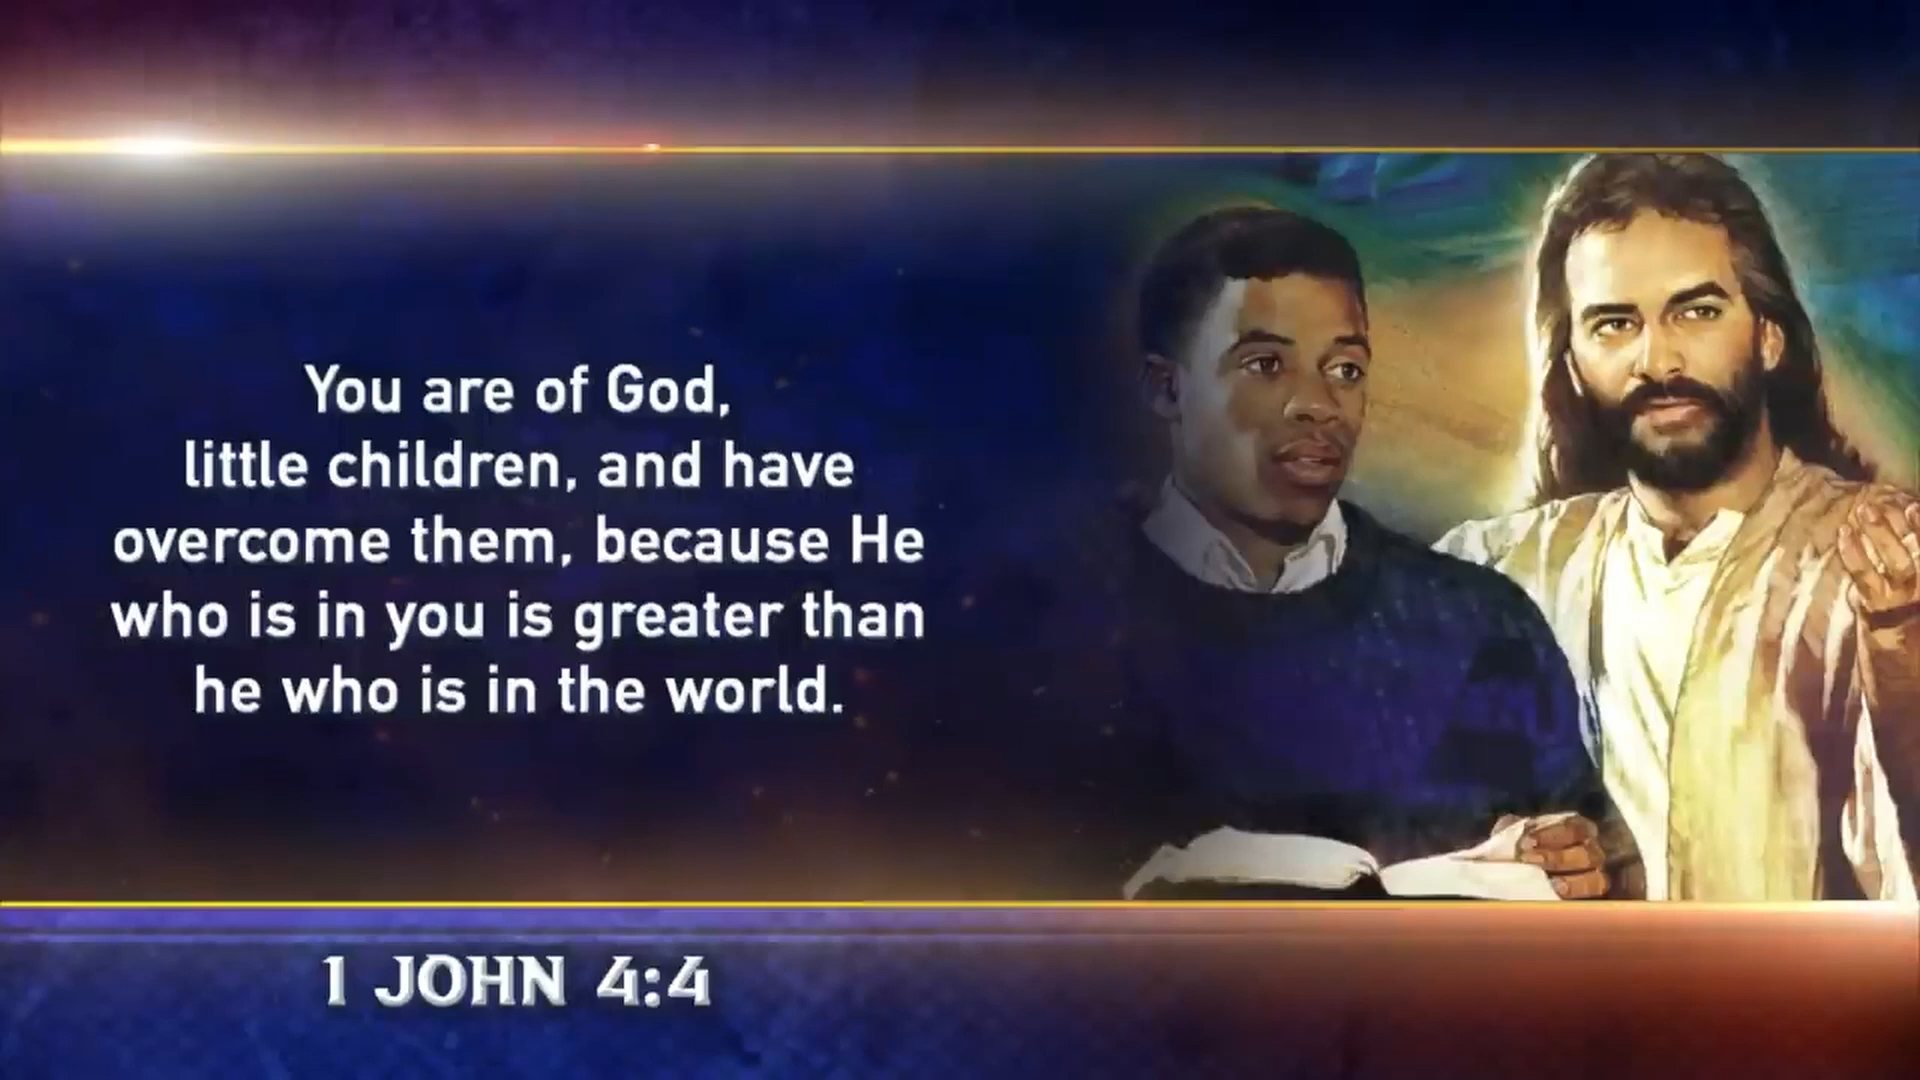 You are of God,
little children, and have
overcome them, because He
who is in you is greater than
he who is in the world.
1 JOHN 4:4